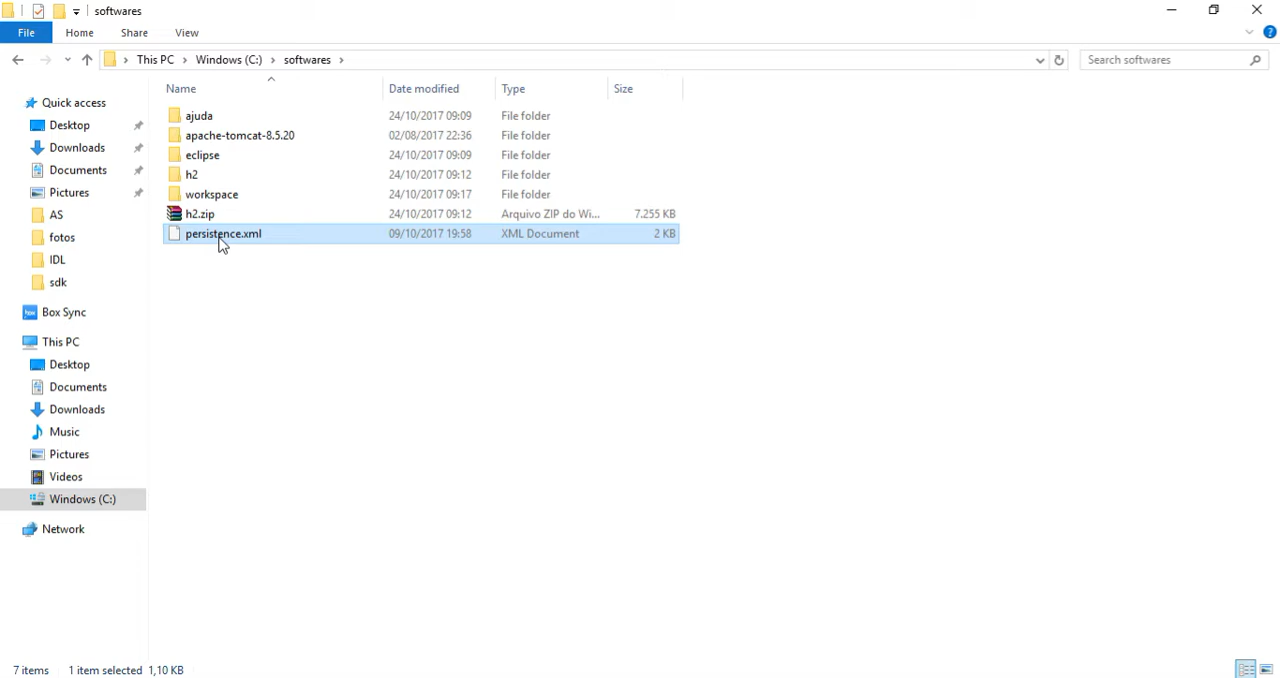 softwares
File Home Share View
This PC Windows (C:) softwares Search softwares
Name Date modified Type Size
Quick access
Desktop
Downloads
Documents
Pictures
AS
fotos
IDL
sdk
Box Sync
This PC
Desktop
Documents
Downloads
Music
Pictures
Videos
Windows (C:)
Network
ajuda 24/10/2017 09:09 File folder
apache-tomcat-8.5.20 02/08/2017 22:36 File folder
eclipse 24/10/2017 09:09 File folder
h2 24/10/2017 09:12 File folder
workspace 24/10/2017 09:17 File folder
h2.zip 24/10/2017 09:12 Arquivo ZIP do Wi... 7.255 KB
persistence.xml 09/10/2017 19:58 XML Document 2 KB
7 items 1 item selected 1,10 KB